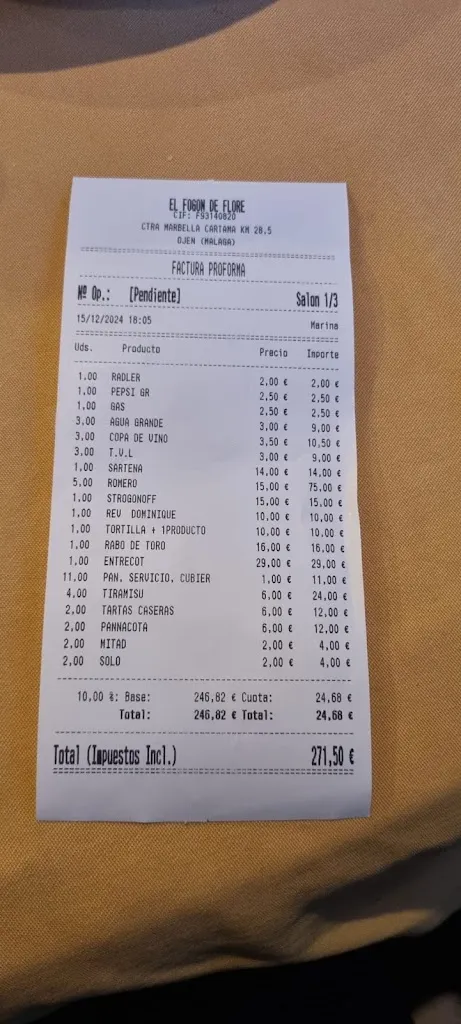 EL FOGON DE FLORE
CIF: F93140820
CTRA MARBELLA CARTAMA KM 28,5
OJEN (MALAGA)
FACTURA PROFORMA
Nº Op.: [Pendiente] Salon 1/3
15/12/2024 18:05 Marina
Uds. Producto Precio Importe
1,00 RADLER 2,00 € 2,00 €
1,00 PEPSI GR 2,50 € 2,50 €
1,00 GAS 2,50 € 2,50 €
3,00 AGUA GRANDE 3,00 € 9,00 €
3,00 COPA DE VINO 3,50 € 10,50 €
3,00 T.V.L 3,00 € 9,00 €
1,00 SARTENA 14,00 € 14,00 €
5,00 ROMERO 15,00 € 75,00 €
1,00 STROGONOFF 15,00 € 15,00 €
1,00 REV DOMINIQUE 10,00 € 10,00 €
1,00 TORTILLA + 1PRODUCTO 10,00 € 10,00 €
1,00 RABO DE TORO 16,00 € 16,00 €
1,00 ENTRECOT 29,00 € 29,00 €
11,00 PAN, SERVICIO, CUBIER 1,00 € 11,00 €
4,00 TIRAMISU 6,00 € 24,00 €
2,00 TARTAS CASERAS 6,00 € 12,00 €
2,00 PANNACOTA 6,00 € 12,00 €
2,00 MITAD 2,00 € 4,00 €
2,00 SOLO 2,00 € 4,00 €
10,00 %: Base: 246,82 € Cuota: 24,68 €
Total: 246,82 € Total: 24,68 €
Total (Impuestos Incl.) 271,50 €